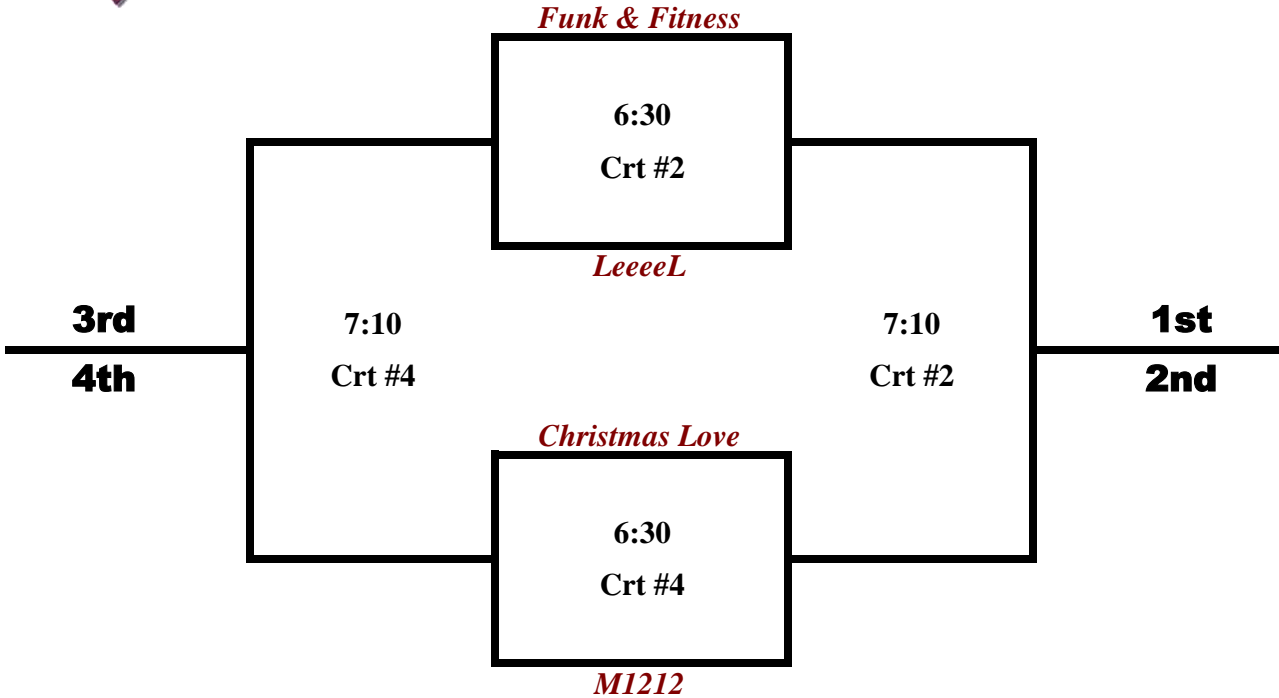 Funk & Fitness
6:30
Crt #2
LeeeeL
3rd
4th
7:10
Crt #4
7:10
Crt #2
1st
2nd
Christmas Love
6:30
Crt #4
M1212